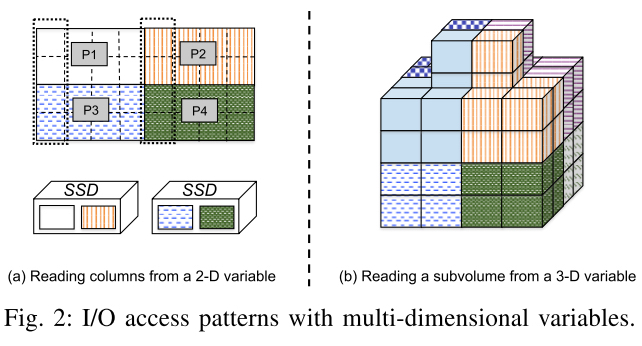 P1
P2
P3
P4
SSD
SSD
(a) Reading columns from a 2-D variable
(b) Reading a subvolume from a 3-D variable
Fig. 2: I/O access patterns with multi-dimensional variables.